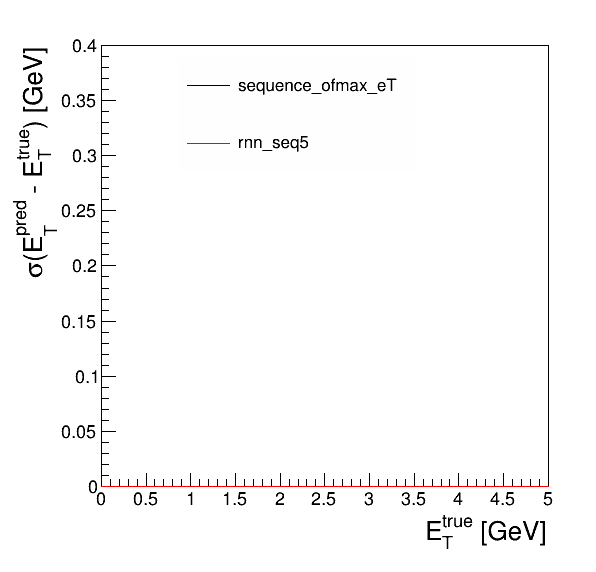 σ(E_T^pred - E_T^true) [GeV]
0.4
0.35
0.3
0.25
0.2
0.15
0.1
0.05
0
sequence_ofmax_eT
rnn_seq5
0 0.5 1 1.5 2 2.5 3 3.5 4 4.5 5
E_T^true [GeV]